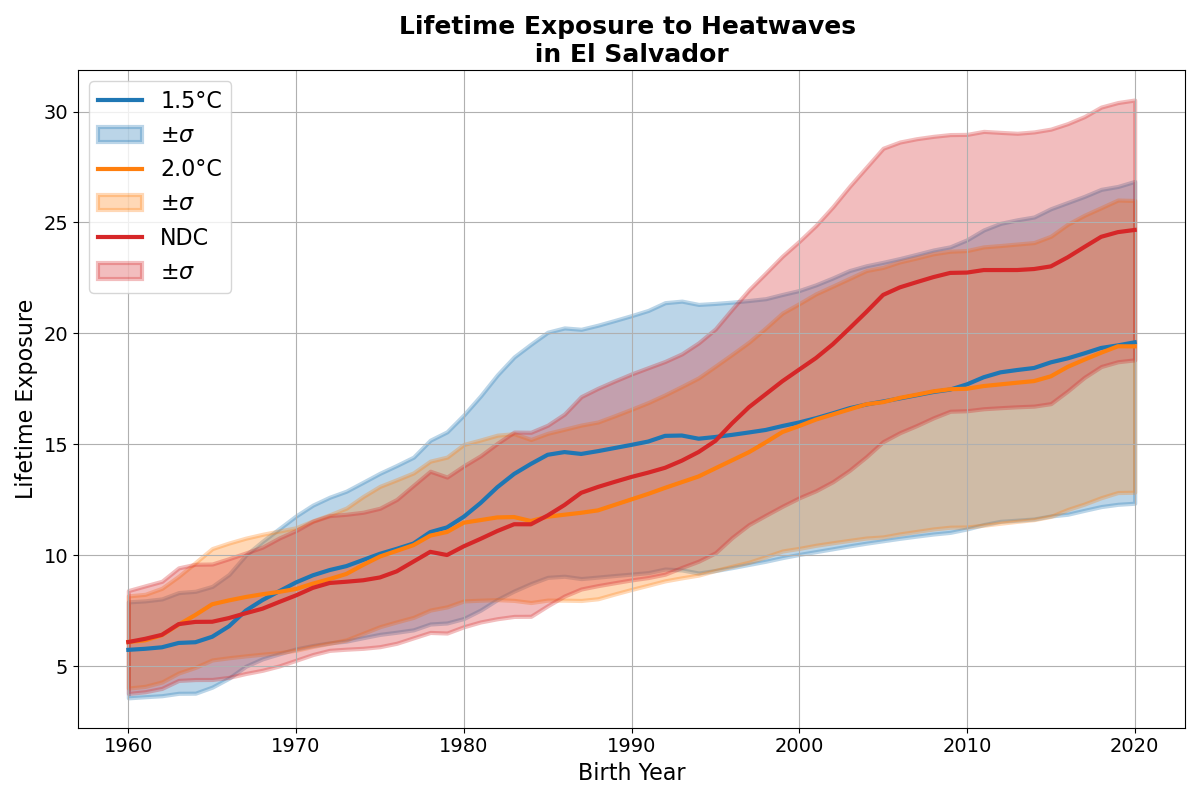 Lifetime Exposure to Heatwaves
in El Salvador
1.5°C
±σ
2.0°C
±σ
NDC
±σ
Lifetime Exposure
30
25
20
15
10
5
1960 1970 1980 1990 2000 2010 2020
Birth Year